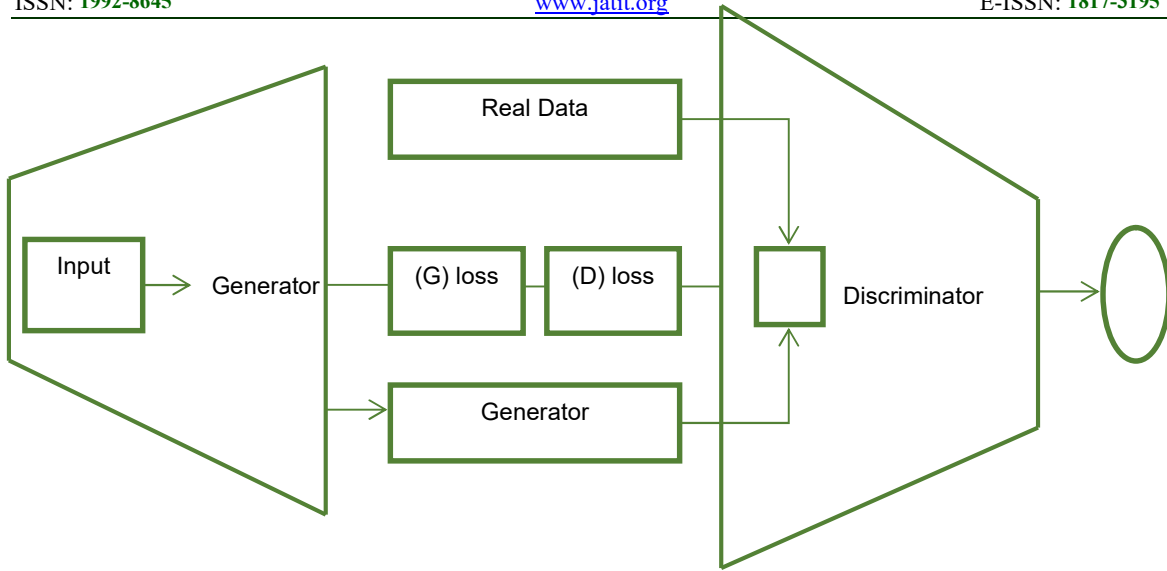 ISSN: 1992-8645 www.jatit.org E-ISSN: 1817-3195
Real Data
Input
Generator
(G) loss
(D) loss
Discriminator
Generator